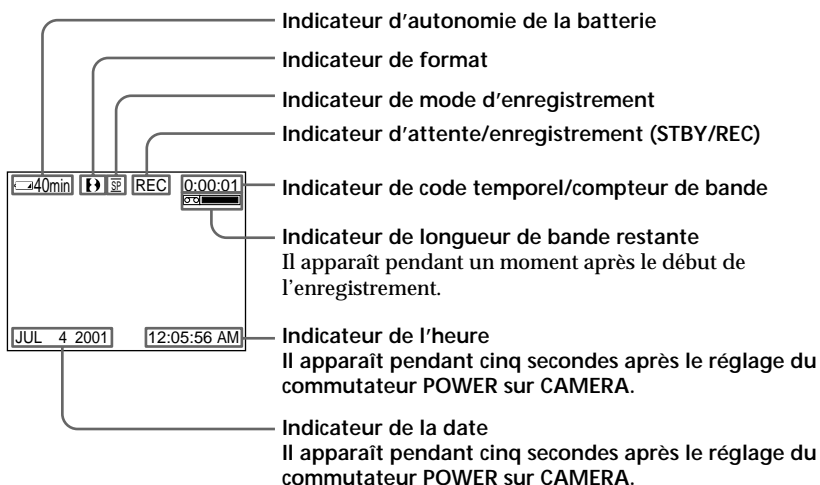 Indicateur d'autonomie de la batterie
Indicateur de format
Indicateur de mode d'enregistrement
Indicateur d'attente/enregistrement (STBY/REC)
40min SP REC 0:00:01
Indicateur de code temporel/compteur de bande
Indicateur de longueur de bande restante
Il apparaît pendant un moment après le début de
l'enregistrement.
JUL 4 2001 12:05:56 AM
Indicateur de l'heure
Il apparaît pendant cinq secondes après le réglage du
commutateur POWER sur CAMERA.
Indicateur de la date
Il apparaît pendant cinq secondes après le réglage du
commutateur POWER sur CAMERA.